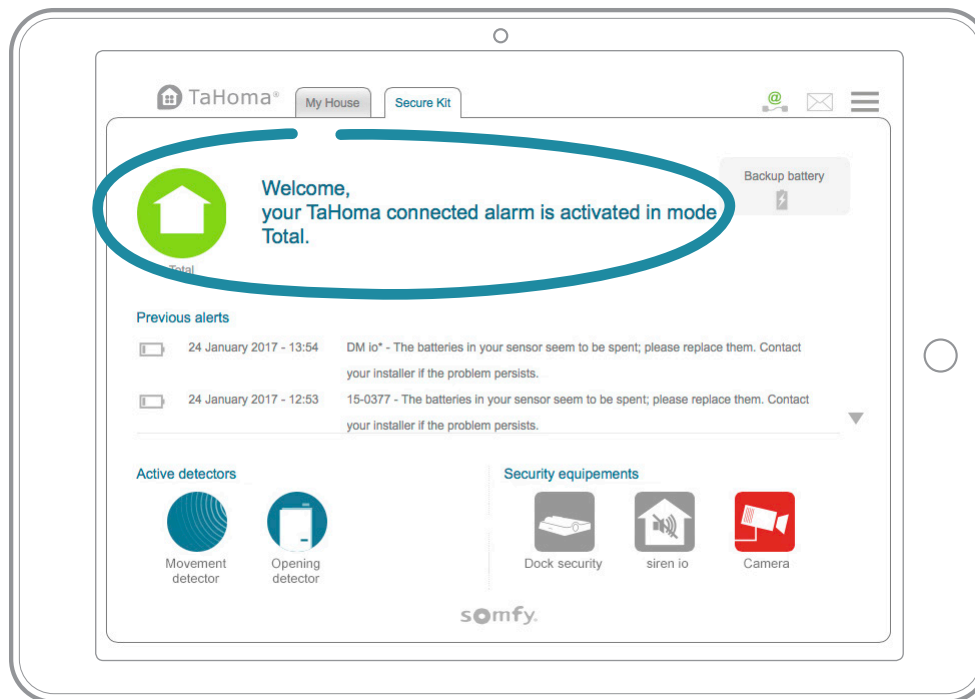 TaHoma®
My House
Secure Kit
@
Welcome,
your TaHoma connected alarm is activated in mode
Total.
Backup battery
Total
Previous alerts
24 January 2017 - 13:54
DM io* - The batteries in your sensor seem to be spent; please replace them. Contact
your installer if the problem persists.
24 January 2017 - 12:53
15-0377 - The batteries in your sensor seem to be spent; please replace them. Contact
your installer if the problem persists.
Active detectors
Movement
detector
Opening
detector
Security equipements
Dock security
siren io
Camera
somfy.